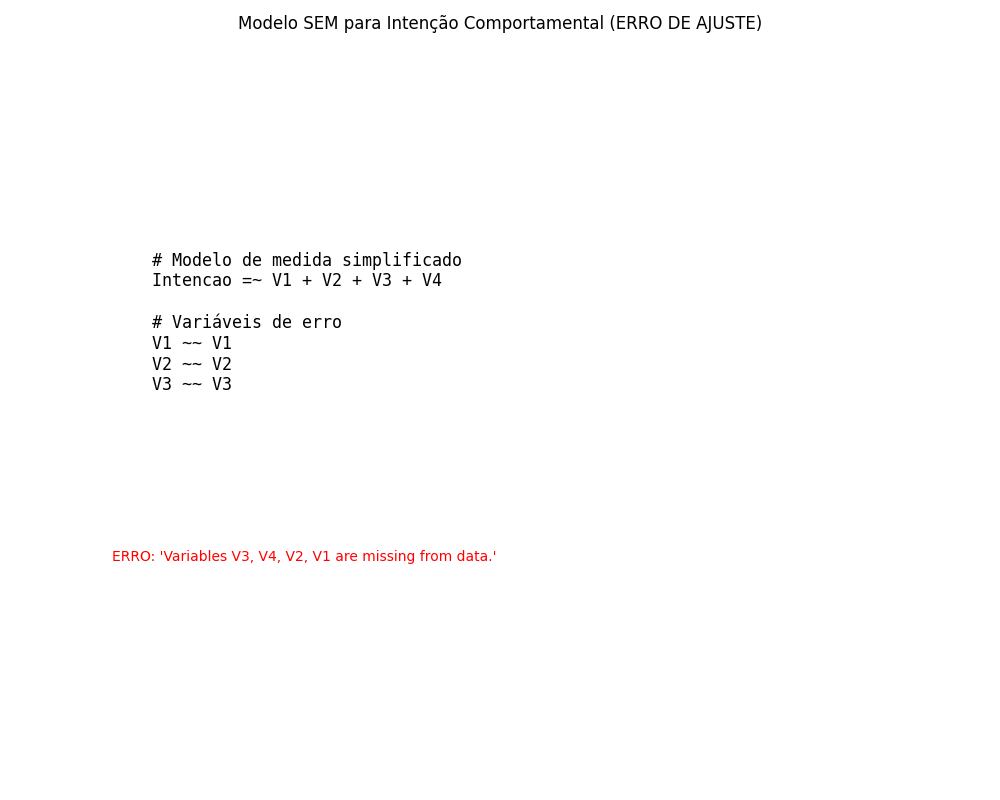 Modelo SEM para Intenção Comportamental (ERRO DE AJUSTE)
# Modelo de medida simplificado
Intencao =~ V1 + V2 + V3 + V4
# Variáveis de erro
V1 ~~ V1
V2 ~~ V2
V3 ~~ V3
ERRO: 'Variables V3, V4, V2, V1 are missing from data.'